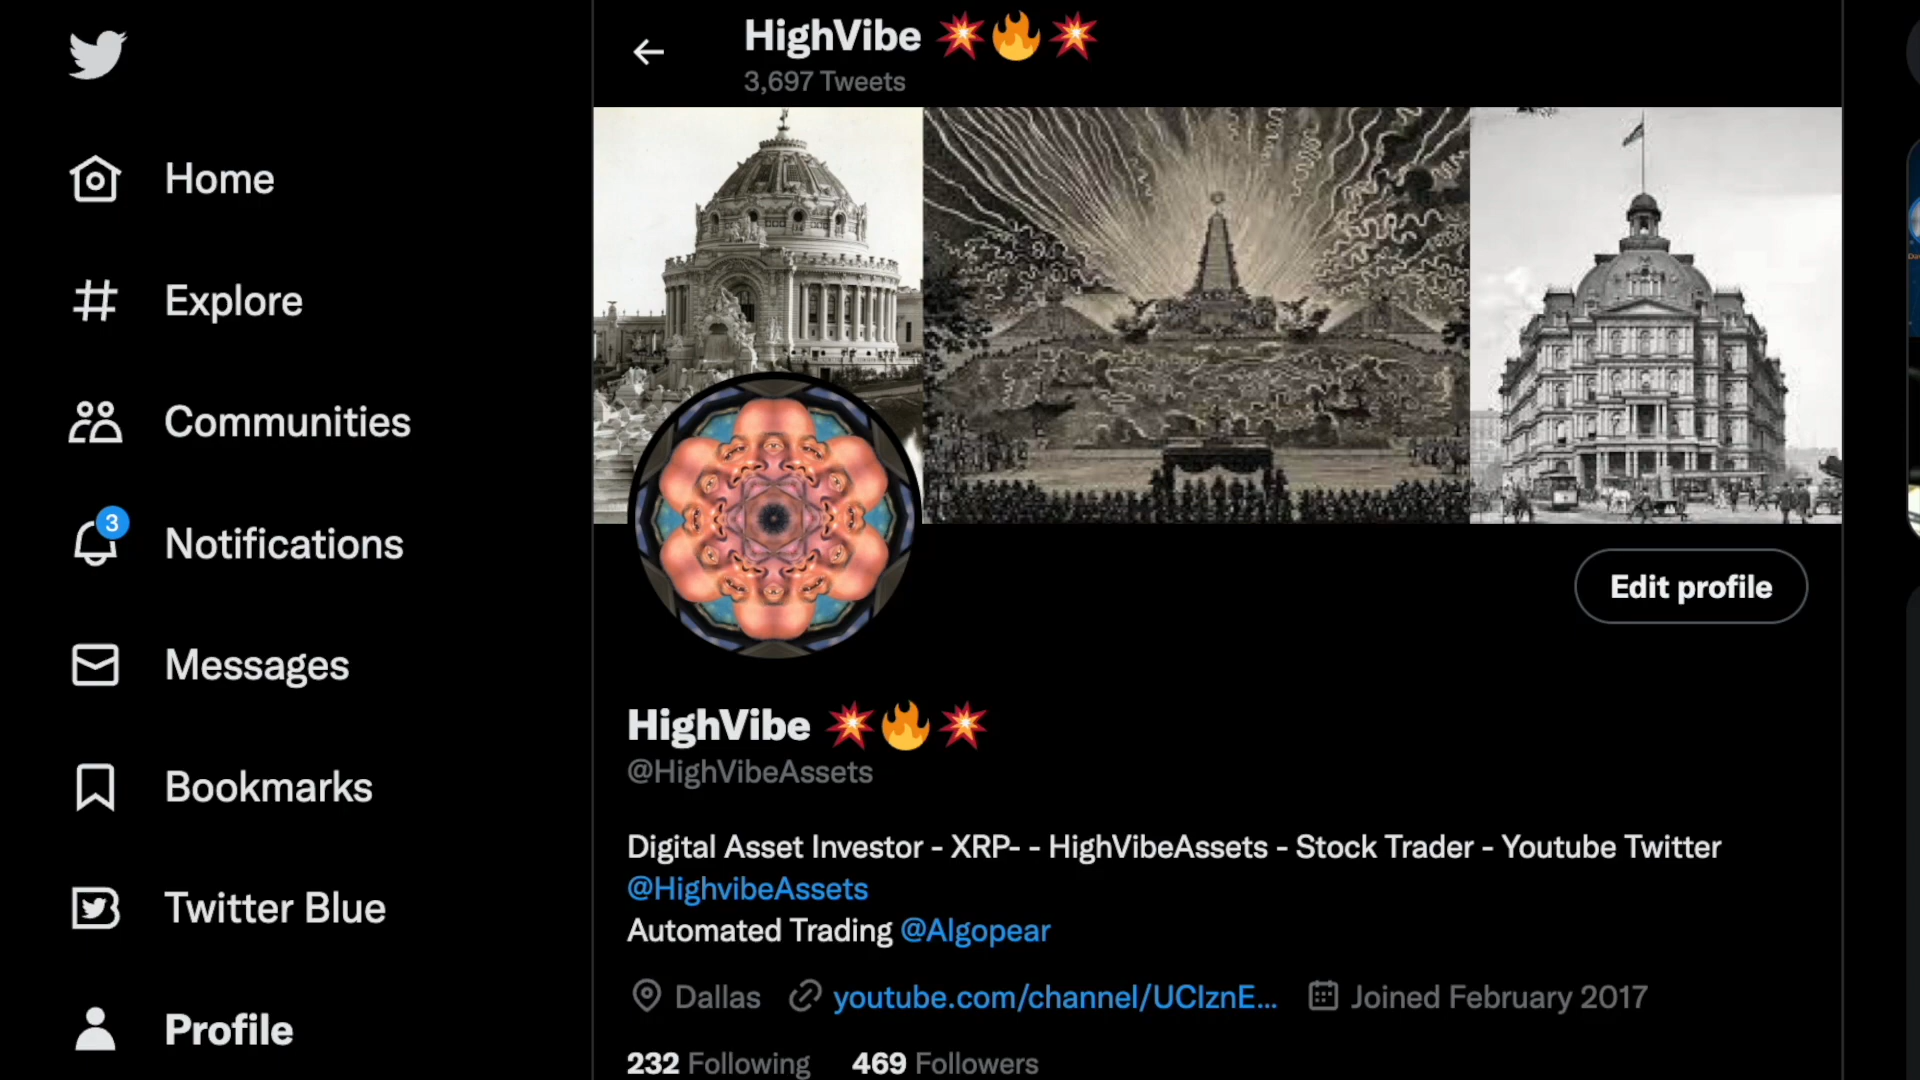 HighVibe 💥🔥💥
3,697 Tweets
Home
Explore
Communities
3
Notifications
Messages
Bookmarks
Twitter Blue
Profile
Edit profile
HighVibe 💥🔥💥
@HighVibeAssets
Digital Asset Investor - XRP- - HighVibeAssets - Stock Trader - Youtube Twitter
@HighvibeAssets
Automated Trading @Algopear
Dallas youtube.com/channel/UCIznE... Joined February 2017
232 Following 469 Followers